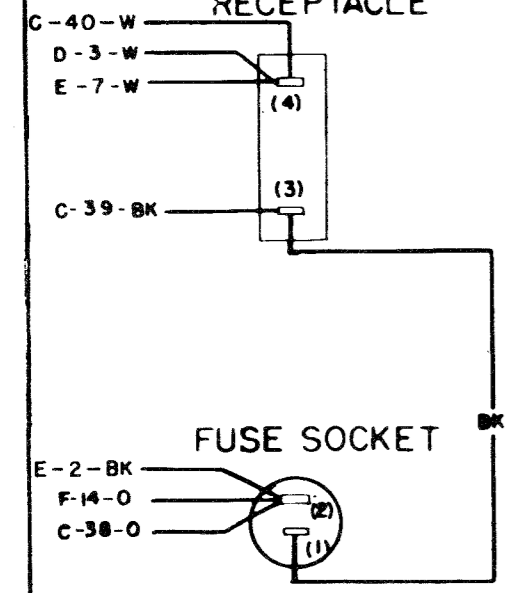 RECEPTACLE
C-40-W
D-3-W
E-7-W
(4)
(3)
C-39-BK
BK
FUSE SOCKET
E-2-BK
F-14-O
(2)
C-38-O
(1)